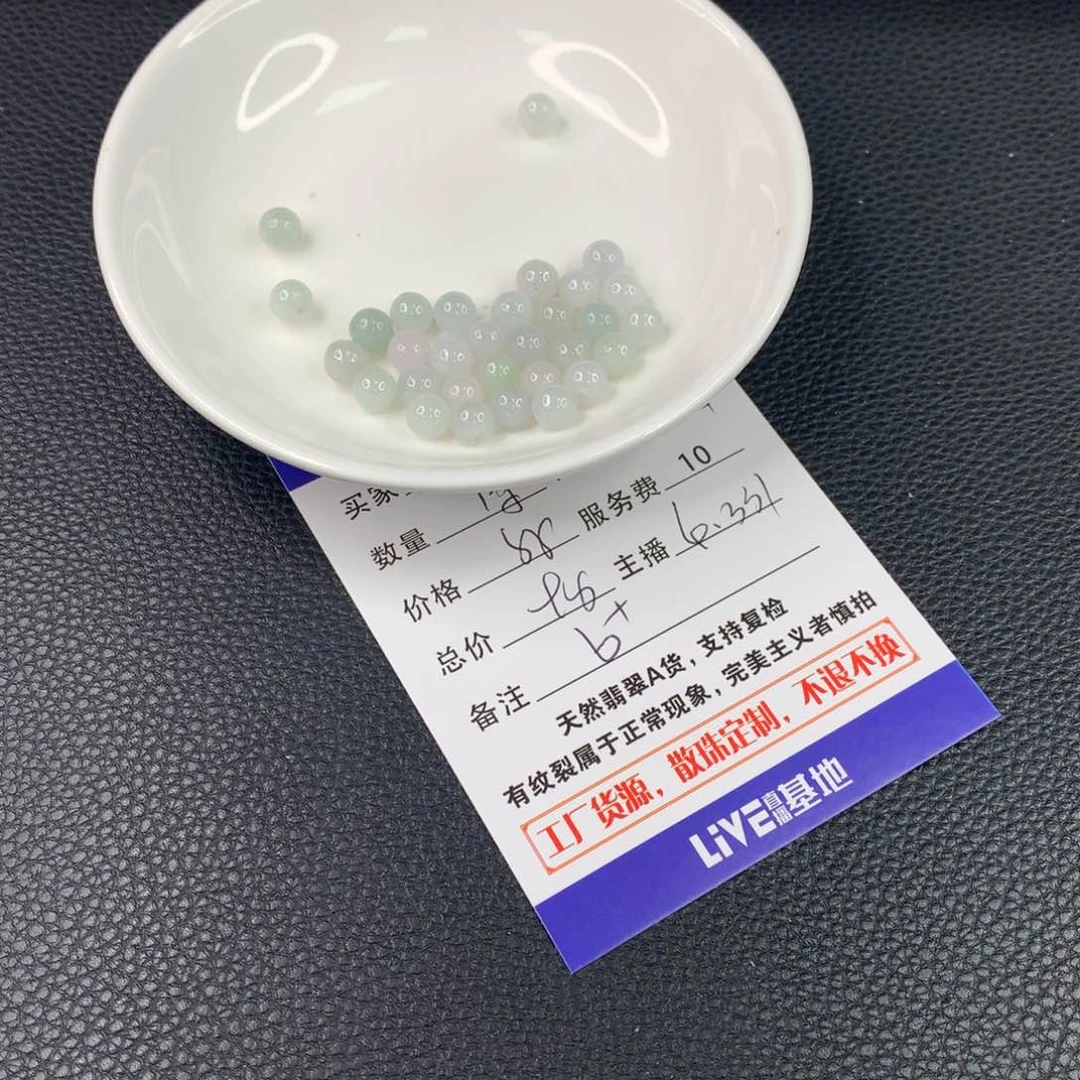 买家
数量 服务费 10
价格 88 主播
总价 98
备注 6+
天然翡翠A货，支持复检
有纹裂属于正常现象，完美主义者慎拍
工厂货源，散珠定制，不退不换
LiVE直播基地